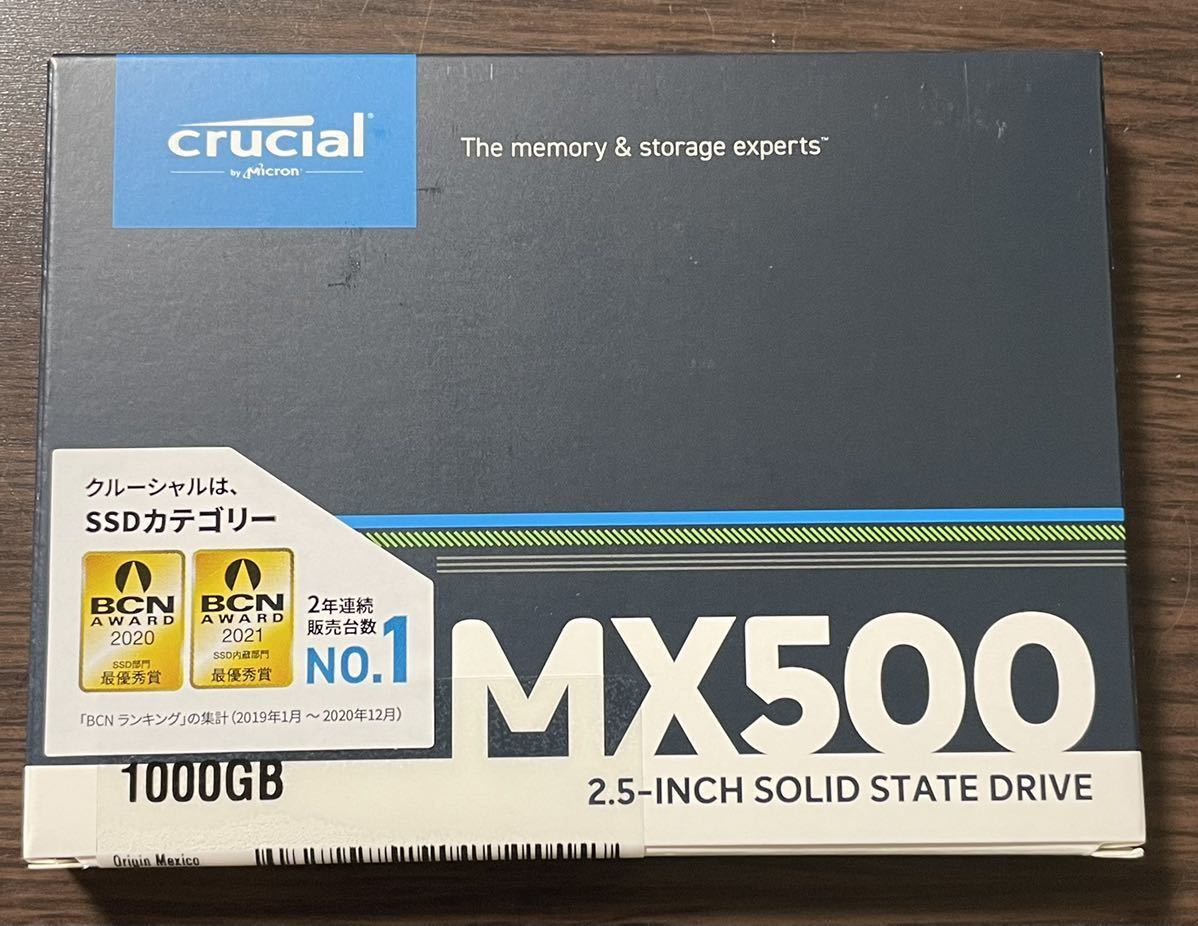 crucial®
by Micron®
The memory & storage experts™
クルーシャルは、
SSDカテゴリー
BCN
AWARD
2020
SSD部門
最優秀賞
BCN
AWARD
2021
SSD内蔵部門
最優秀賞
2年連続
販売台数
NO.1
「BCN ランキング」の集計(2019年1月 ～ 2020年12月)
MX500
1000GB
2.5-INCH SOLID STATE DRIVE
Origin Mexico